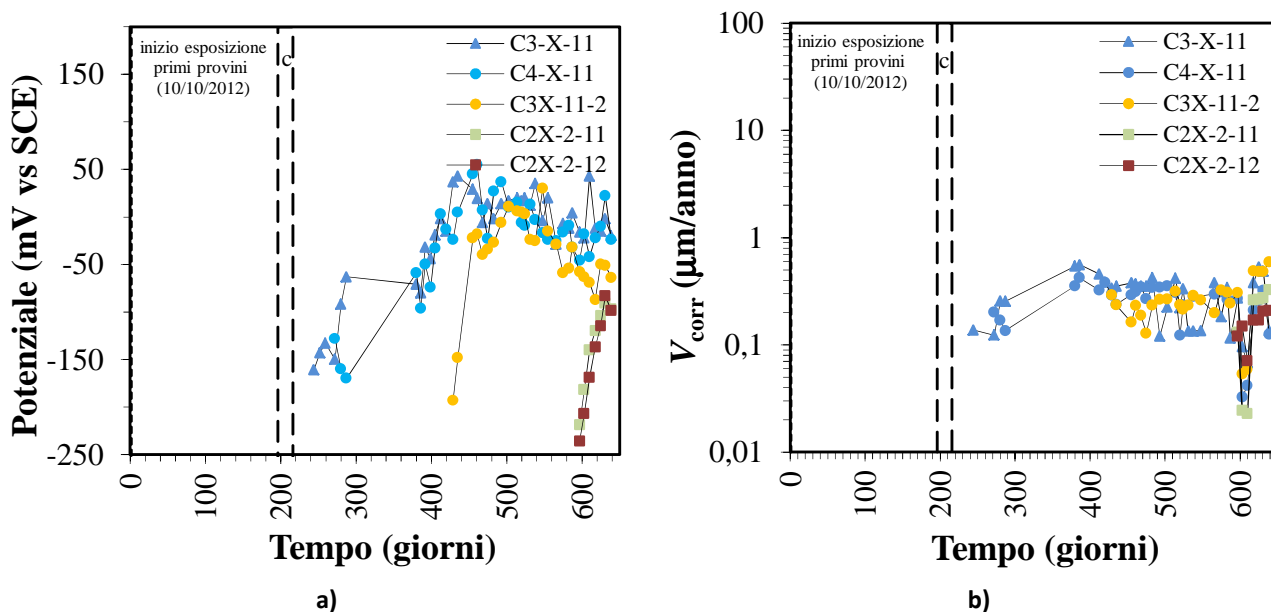 inizio esposizione
primi provini
(10/10/2012)
c
C3-X-11
C4-X-11
C3X-11-2
C2X-2-11
C2X-2-12
150
50
-50
-150
-250
Potenziale (mV vs SCE)
0
100
200
300
400
500
600
Tempo (giorni)
a)
inizio esposizione
primi provini
(10/10/2012)
c
C3-X-11
C4-X-11
C3X-11-2
C2X-2-11
C2X-2-12
100
10
1
0,1
0,01
Vcorr (µm/anno)
0
100
200
300
400
500
600
Tempo (giorni)
b)